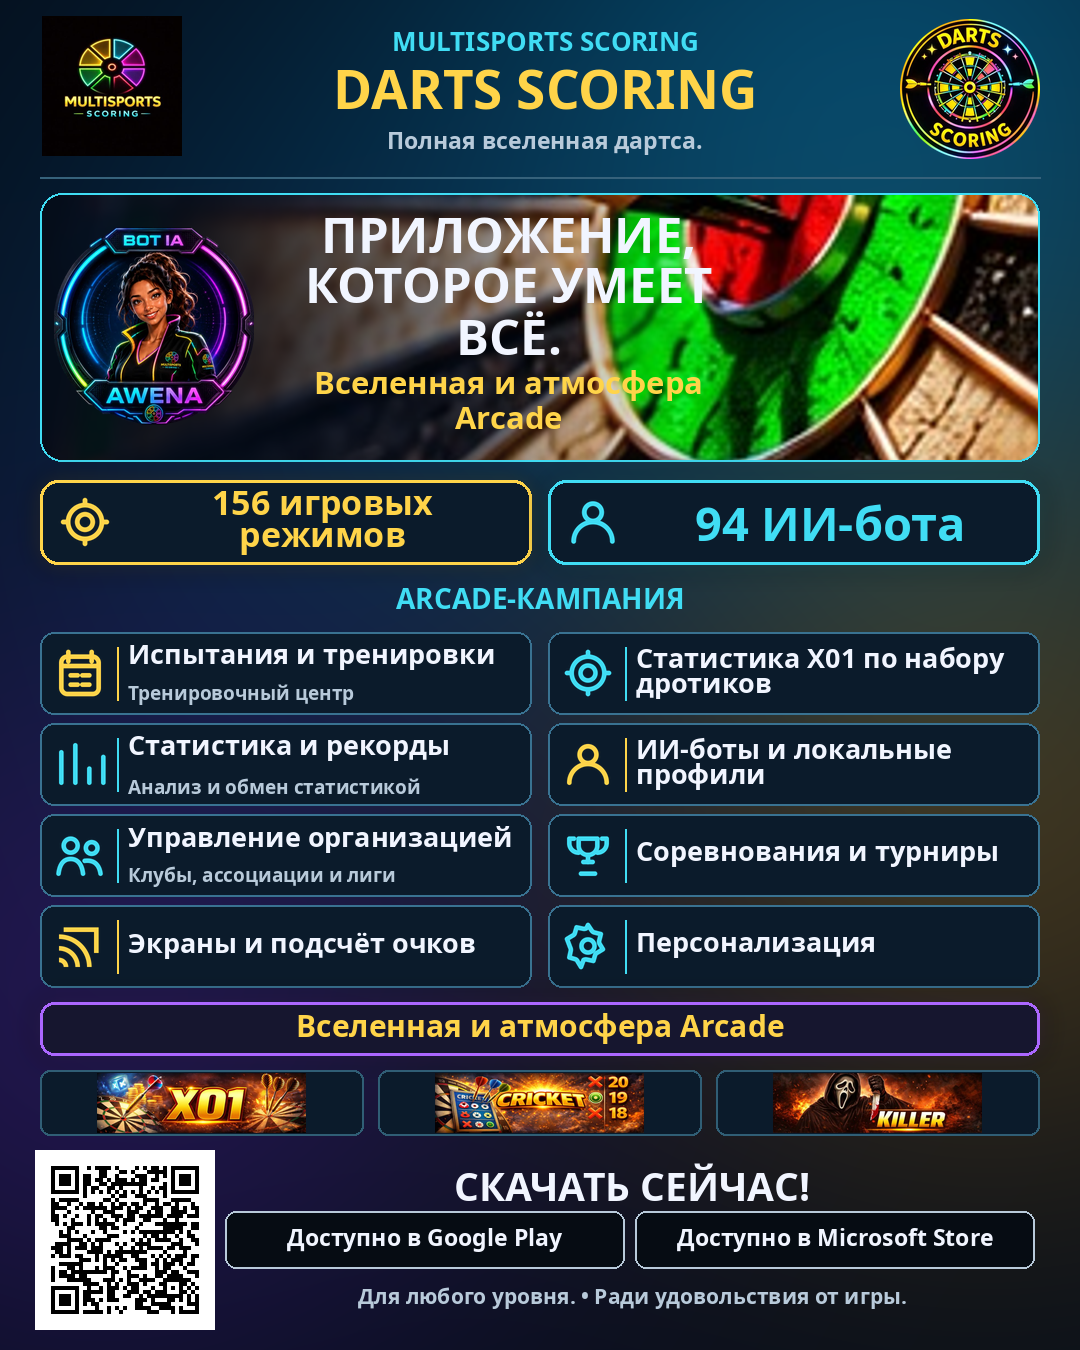 MULTISPORTS
SCORING
MULTISPORTS SCORING
DARTS SCORING
Полная вселенная дартса.
DARTS
SCORING
BOT IA
AWENA
ПРИЛОЖЕНИЕ,
КОТОРОЕ УМЕЕТ
ВСЁ.
Вселенная и атмосфера
Arcade
156 игровых
режимов
94 ИИ-бота
ARCADE-КАМПАНИЯ
Испытания и тренировки
Тренировочный центр
Статистика X01 по набору
дротиков
Статистика и рекорды
Анализ и обмен статистикой
ИИ-боты и локальные
профили
Управление организацией
Клубы, ассоциации и лиги
Соревнования и турниры
Экраны и подсчёт очков
Персонализация
Вселенная и атмосфера Arcade
X01
CRICKET
CRICKET
20
19
18
KILLER
СКАЧАТЬ СЕЙЧАС!
Доступно в Google Play
Доступно в Microsoft Store
Для любого уровня. • Ради удовольствия от игры.